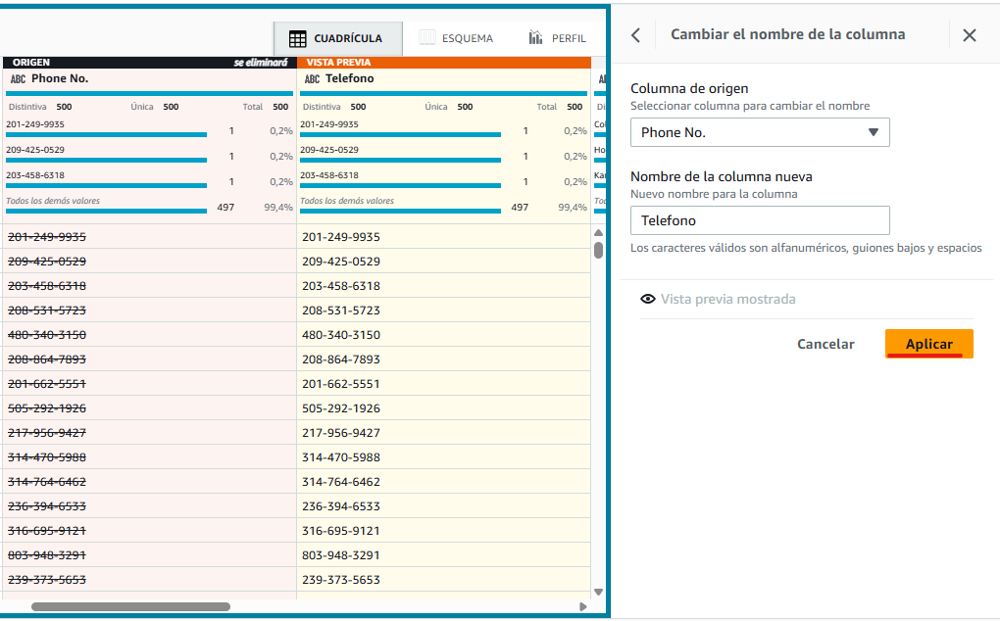 CUADRÍCULA ESQUEMA PERFIL
ORIGEN se eliminará VISTA PREVIA
ABC Phone No. ABC Telefono
Distintiva 500 Única 500 Total 500 Distintiva 500 Única 500 Total 500
201-249-9935 1 0,2% 201-249-9935 1 0,2%
209-425-0529 1 0,2% 209-425-0529 1 0,2%
203-458-6318 1 0,2% 203-458-6318 1 0,2%
Todos los demás valores 497 99,4% Todos los demás valores 497 99,4%
201-249-9935 201-249-9935
209-425-0529 209-425-0529
203-458-6318 203-458-6318
208-531-5723 208-531-5723
480-340-3150 480-340-3150
208-864-7893 208-864-7893
201-662-5551 201-662-5551
505-292-1926 505-292-1926
217-956-9427 217-956-9427
314-470-5988 314-470-5988
314-764-6462 314-764-6462
236-394-6533 236-394-6533
316-695-9121 316-695-9121
803-948-3291 803-948-3291
239-373-5653 239-373-5653
Cambiar el nombre de la columna
Columna de origen
Seleccionar columna para cambiar el nombre
Phone No.
Nombre de la columna nueva
Nuevo nombre para la columna
Telefono
Los caracteres válidos son alfanuméricos, guiones bajos y espacios
Vista previa mostrada
Cancelar Aplicar